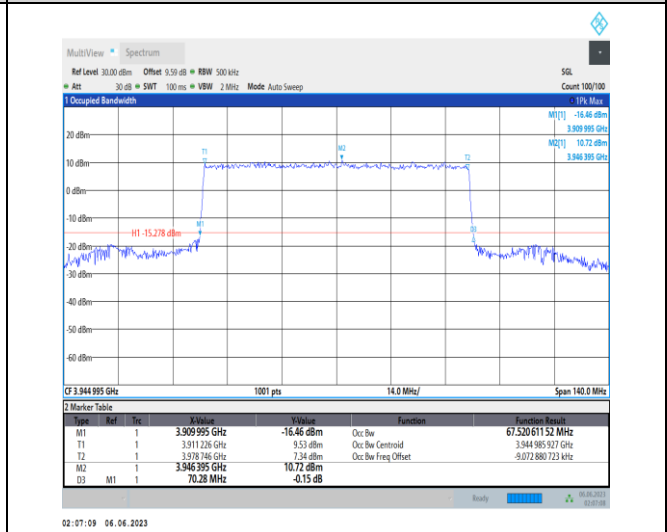 MultiView Spectrum
Ref Level 30.00 dBm Offset 9.59 dB RBW 500 kHz SGL
Att 30 dB SWT 100 ms VBW 2 MHz Mode Auto Sweep Count 100/100
1 Occupied Bandwidth 1Pk Max
M1[1] -16.46 dBm
3.909 995 GHz
M2[1] 10.72 dBm
3.946 395 GHz
20 dBm
T1 M2 T2
10 dBm
0 dBm
-10 dBm
M1 D3
H1 -15.278 dBm
-20 dBm
-30 dBm
-40 dBm
-50 dBm
-60 dBm
CF 3.944 995 GHz 1001 pts 14.0 MHz/ Span 140.0 MHz
2 Marker Table
Type Ref Trc X-Value Y-Value Function Function Result
M1 1 3.909 995 GHz -16.46 dBm Occ Bw 67.520 611 52 MHz
T1 1 3.911 226 GHz 9.53 dBm Occ Bw Centroid 3.944 985 927 GHz
T2 1 3.978 746 GHz 7.34 dBm Occ Bw Freq Offset -9.072 880 723 kHz
M2 1 3.946 395 GHz 10.72 dBm
D3 M1 1 70.28 MHz -0.15 dB
Ready 06.06.2023
02:07:08
02:07:09 06.06.2023